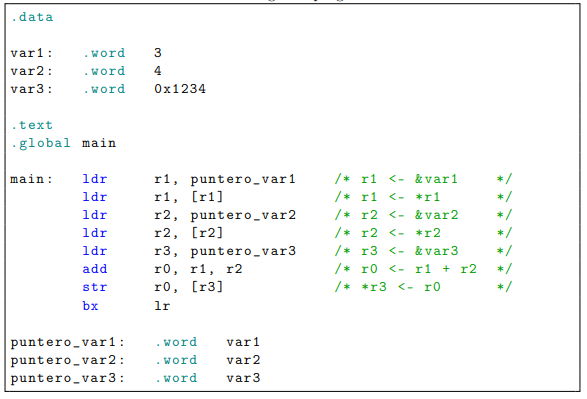 .data
var1: .word 3
var2: .word 4
var3: .word 0x1234
.text
.global main
main: ldr r1, puntero_var1 /* r1 <- &var1 */
ldr r1, [r1] /* r1 <- *r1 */
ldr r2, puntero_var2 /* r2 <- &var2 */
ldr r2, [r2] /* r2 <- *r2 */
ldr r3, puntero_var3 /* r3 <- &var3 */
add r0, r1, r2 /* r0 <- r1 + r2 */
str r0, [r3] /* *r3 <- r0 */
bx lr
puntero_var1: .word var1
puntero_var2: .word var2
puntero_var3: .word var3